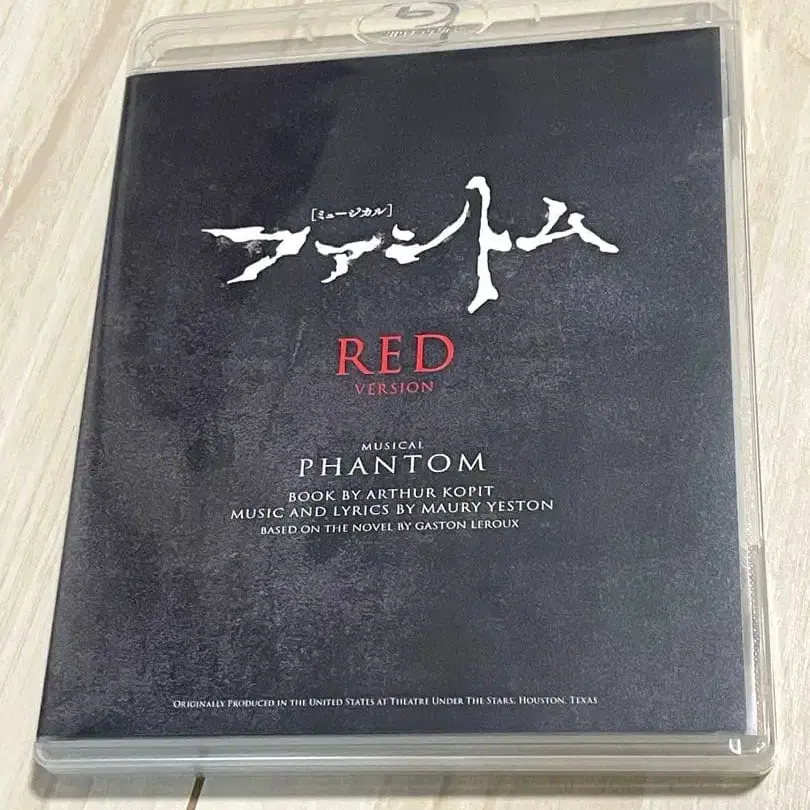 [ミュージカル]
ファントム
RED
VERSION
MUSICAL
PHANTOM
BOOK BY ARTHUR KOPIT
MUSIC AND LYRICS BY MAURY YESTON
BASED ON THE NOVEL BY GASTON LEROUX
ORIGINALLY PRODUCED IN THE UNITED STATES AT THEATRE UNDER THE STARS, HOUSTON, TEXAS